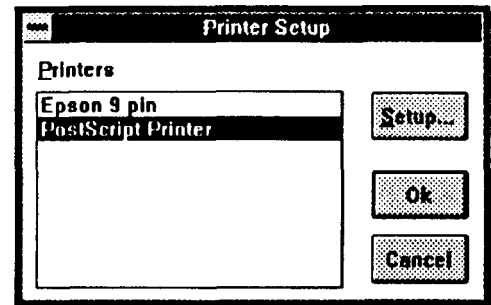 Printer Setup
Printers
Epson 9 pin
PostScript Printer
Setup...
Ok
Cancel